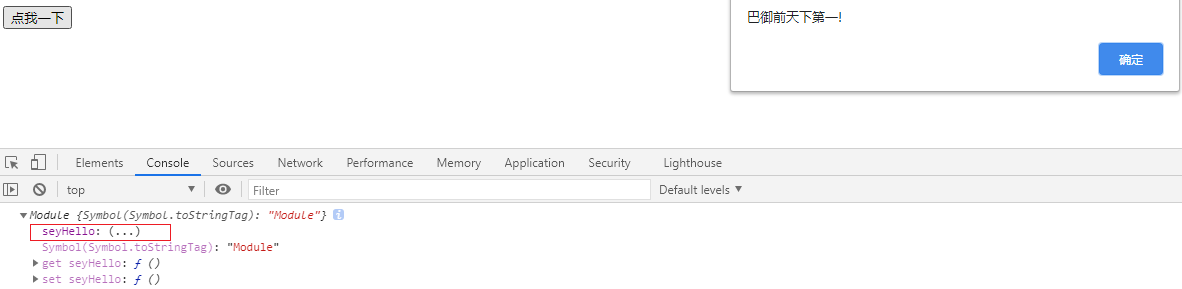 点我一下
巴御前天下第一!
确定
Elements Console Sources Network Performance Memory Application Security Lighthouse
top Filter Default levels
Module {Symbol(Symbol.toStringTag): "Module"} i
seyHello: (...)
Symbol(Symbol.toStringTag): "Module"
get seyHello: ƒ ()
set seyHello: ƒ ()